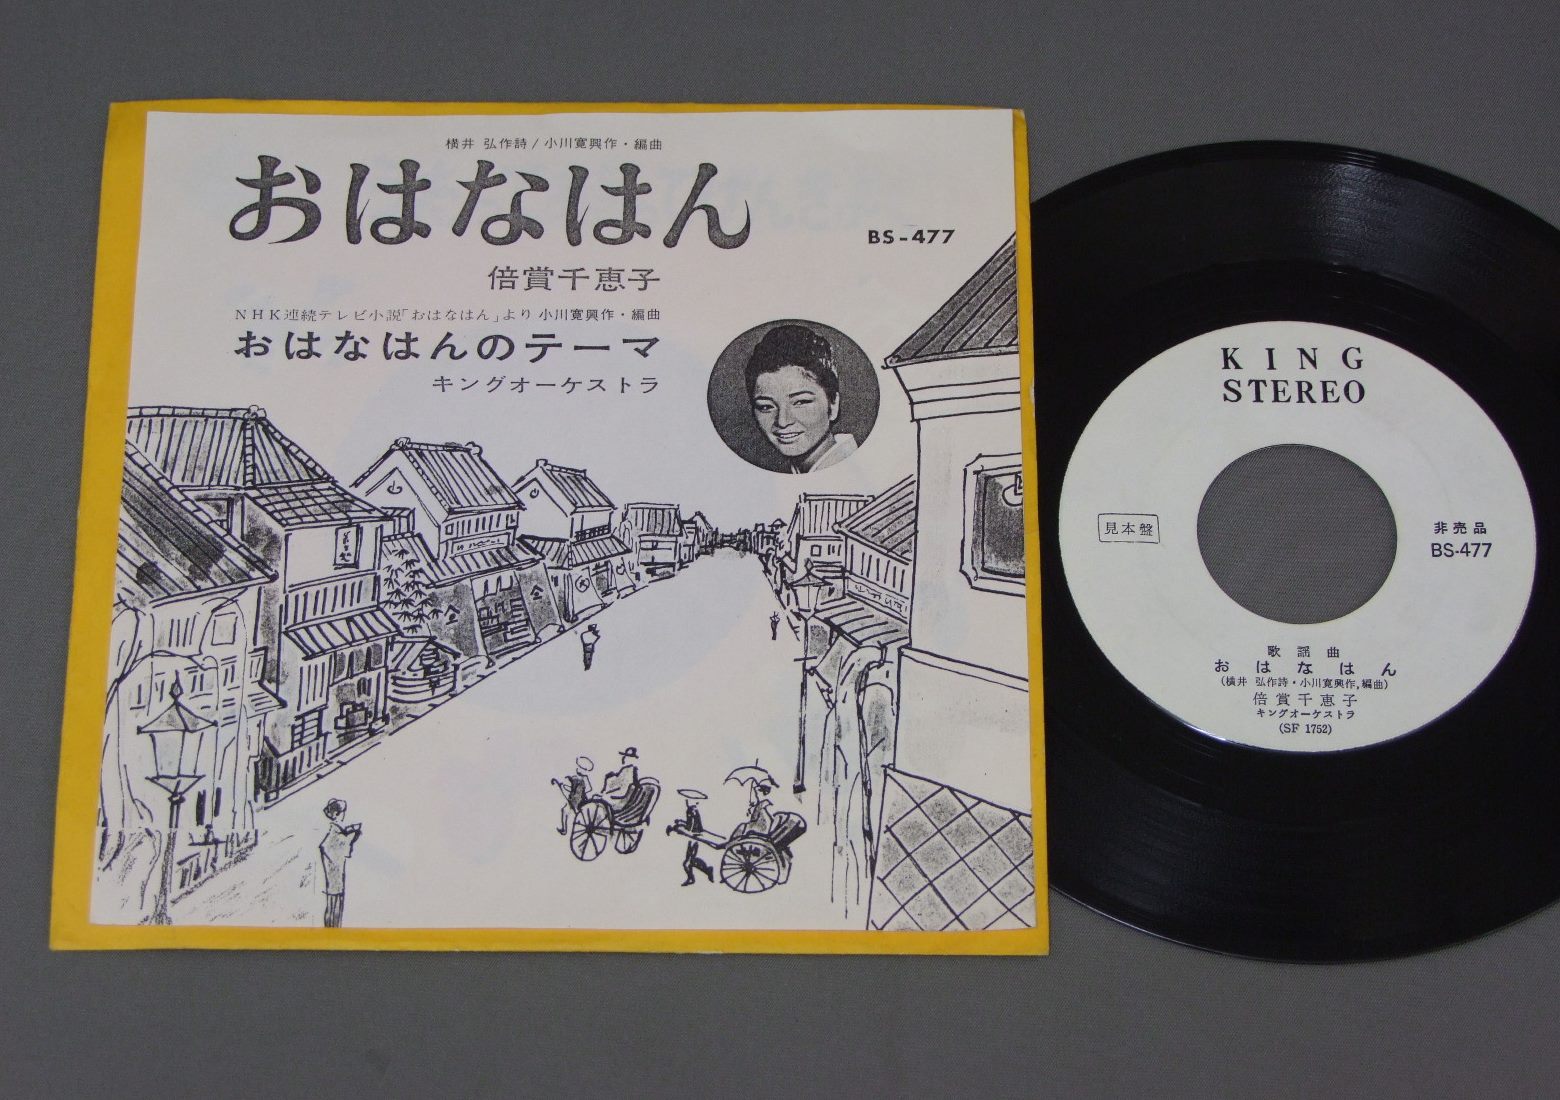 横井 弘作詩/小川寛興作・編曲
おはなはん
BS-477
倍賞千恵子
NHK連続テレビ小説「おはなはん」より 小川寛興作・編曲
おはなはんのテーマ
キングオーケストラ
KING
STEREO
見本盤
非売品
BS-477
歌謡曲
おはなはん
(横井 弘作詩・小川寛興作,編曲)
倍賞千恵子
キングオーケストラ
(SF 1752)